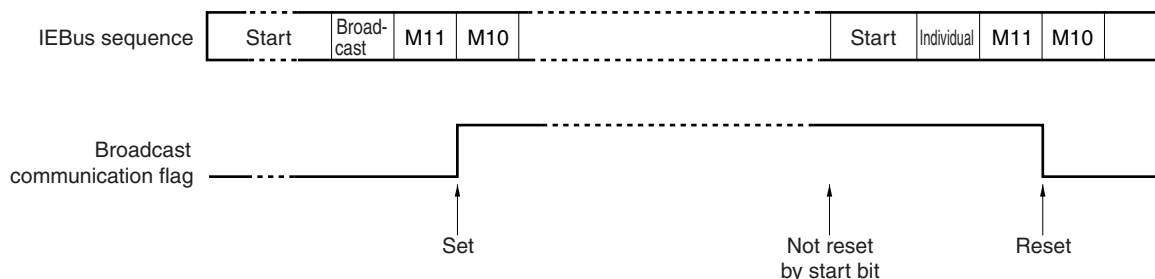 IEBus sequence
Start
Broad-
cast
M11
M10
Start
Individual
M11
M10
Broadcast
communication flag
Set
Not reset
by start bit
Reset